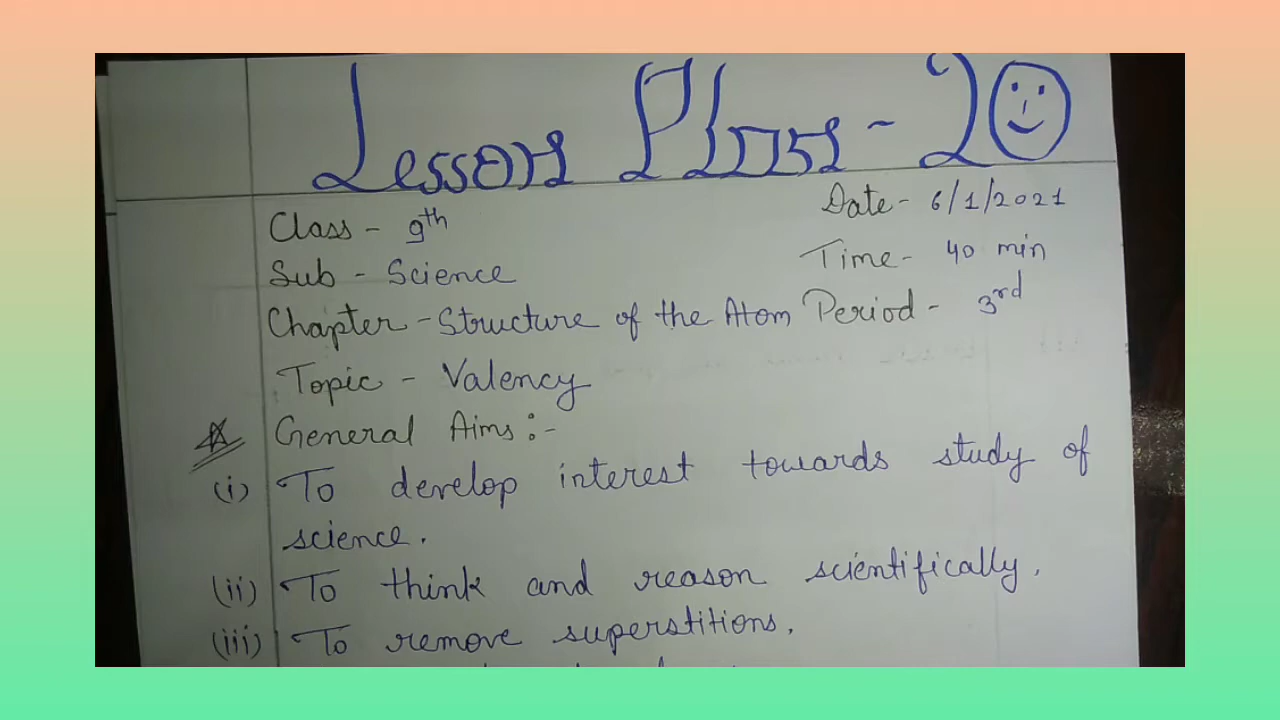 Lesson Plan - 20
Class - 9th
Date - 6/1/2021
Sub - Science
Time - 40 min
Chapter - Structure of the Atom
Period - 3rd
Topic - Valency
General Aims :-
(i) To develop interest towards study of
science.
(ii) To think and reason scientifically.
(iii) To remove superstitions.